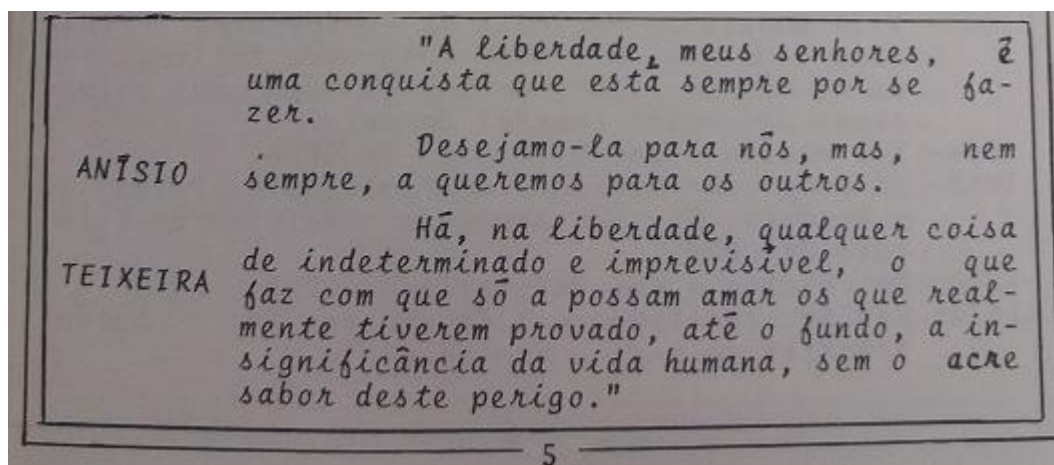 "A liberdade, meus senhores, é
uma conquista que está sempre por se fa-
zer.
Desejamo-la para nós, mas, nem
ANÍSIO sempre, a queremos para os outros.
Há, na liberdade, qualquer coisa
TEIXEIRA de indeterminado e imprevisível, o que
faz com que só a possam amar os que real-
mente tiverem provado, até o fundo, a in-
significância da vida humana, sem o acre
sabor deste perigo."
5